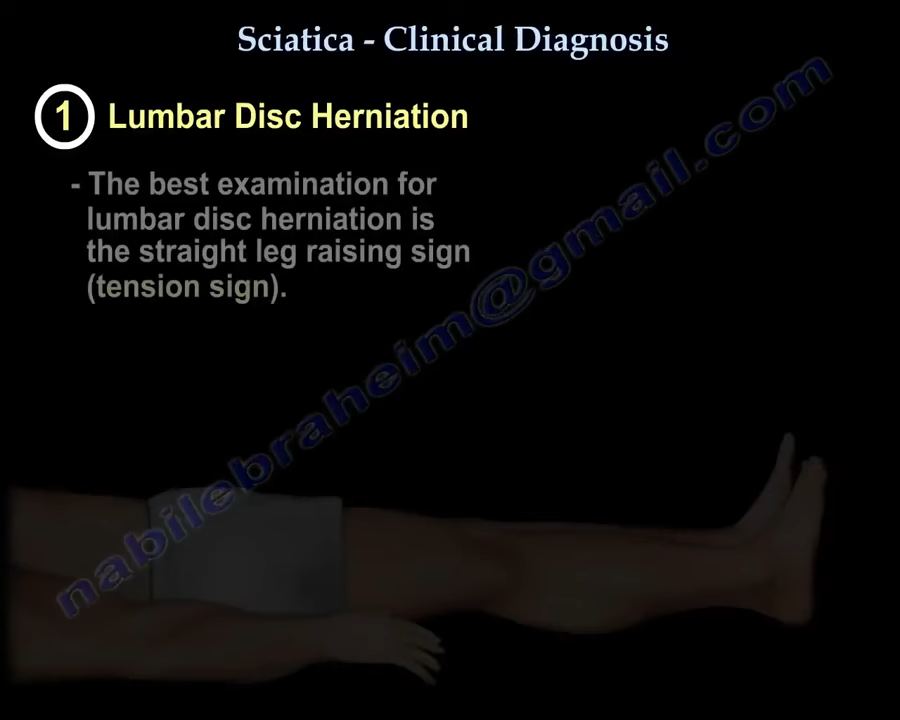 Sciatica - Clinical Diagnosis
1 Lumbar Disc Herniation
- The best examination for
lumbar disc herniation is
the straight leg raising sign
(tension sign).
nabilebraheim@gmail.com